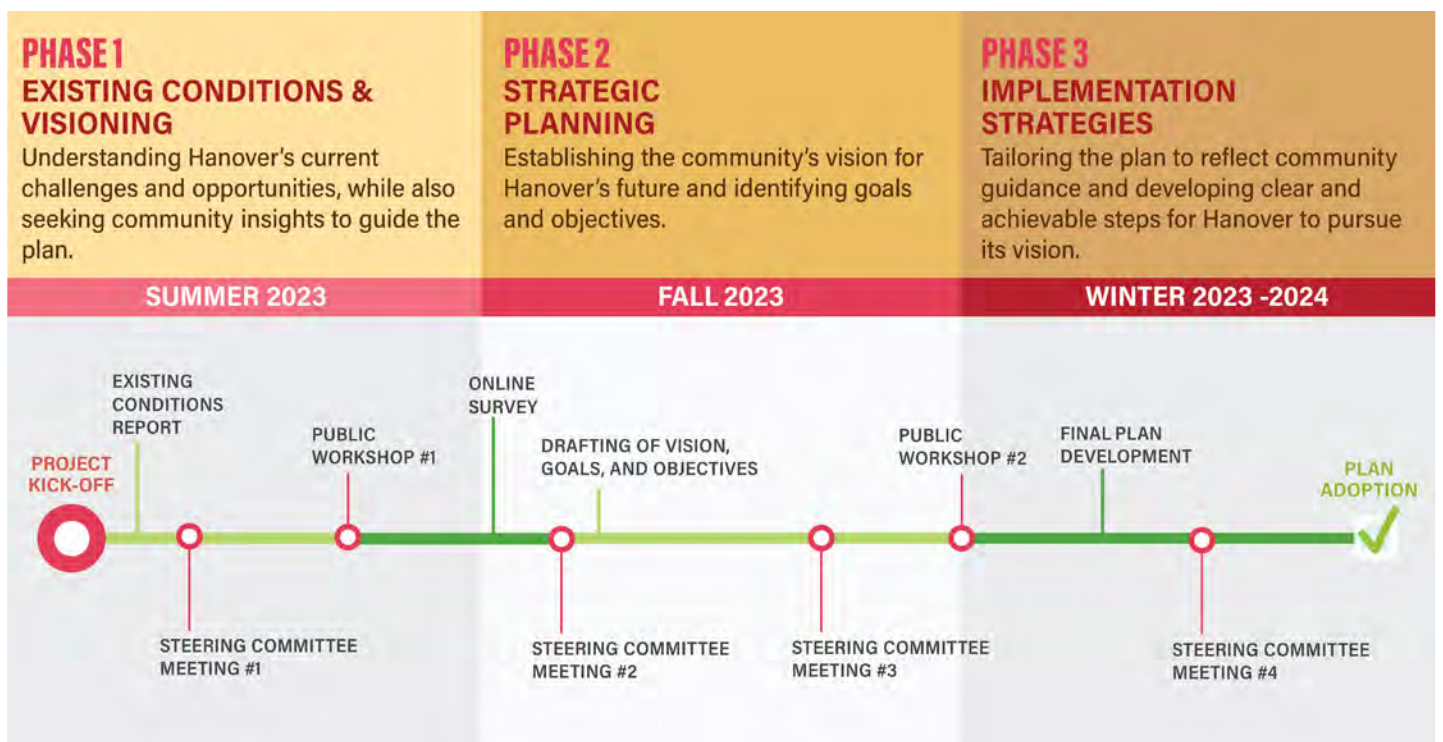 PHASE 1
EXISTING CONDITIONS &
VISIONING
Understanding Hanover's current
challenges and opportunities, while also
seeking community insights to guide the
plan.
PHASE 2
STRATEGIC
PLANNING
Establishing the community's vision for
Hanover's future and identifying goals
and objectives.
PHASE 3
IMPLEMENTATION
STRATEGIES
Tailoring the plan to reflect community
guidance and developing clear and
achievable steps for Hanover to pursue
its vision.
SUMMER 2023
FALL 2023
WINTER 2023 -2024
PROJECT
KICK-OFF
EXISTING
CONDITIONS
REPORT
STEERING COMMITTEE
MEETING #1
PUBLIC
WORKSHOP #1
ONLINE
SURVEY
STEERING COMMITTEE
MEETING #2
DRAFTING OF VISION,
GOALS, AND OBJECTIVES
STEERING COMMITTEE
MEETING #3
PUBLIC
WORKSHOP #2
FINAL PLAN
DEVELOPMENT
STEERING COMMITTEE
MEETING #4
PLAN
ADOPTION